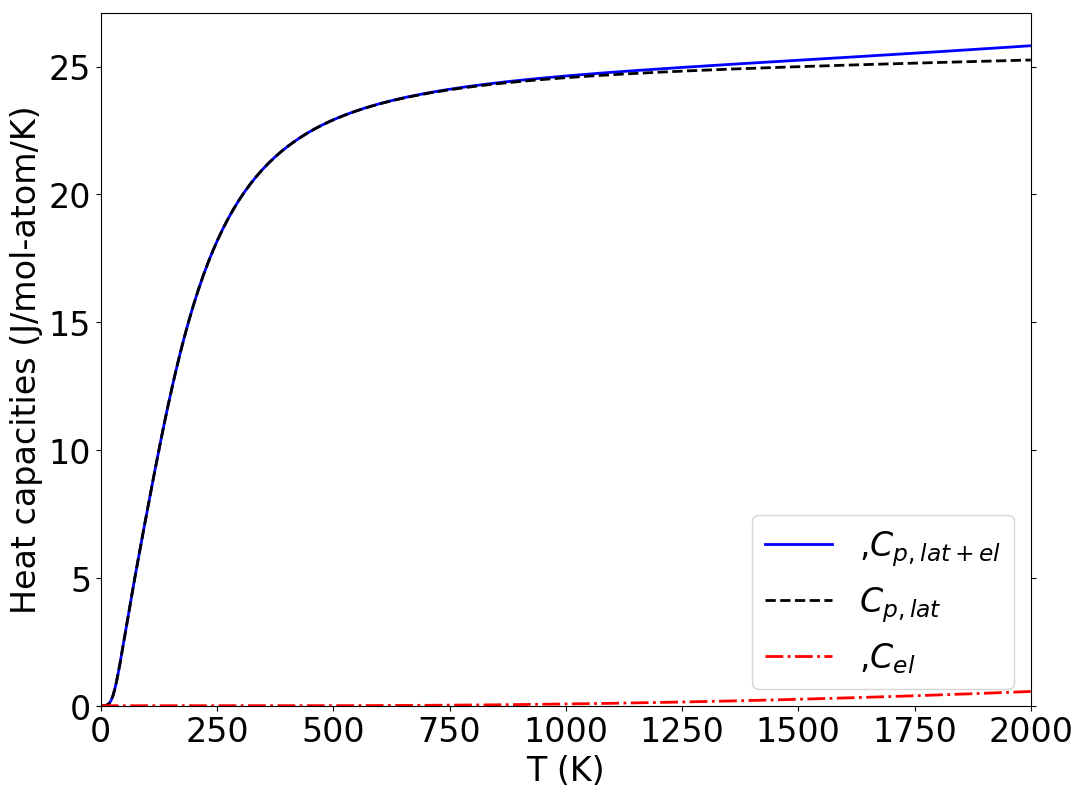 Heat capacities (J/mol-atom/K)
25
20
15
10
5
0
,C_{p, lat+el}
C_{p, lat}
,C_{el}
0 250 500 750 1000 1250 1500 1750 2000
T (K)